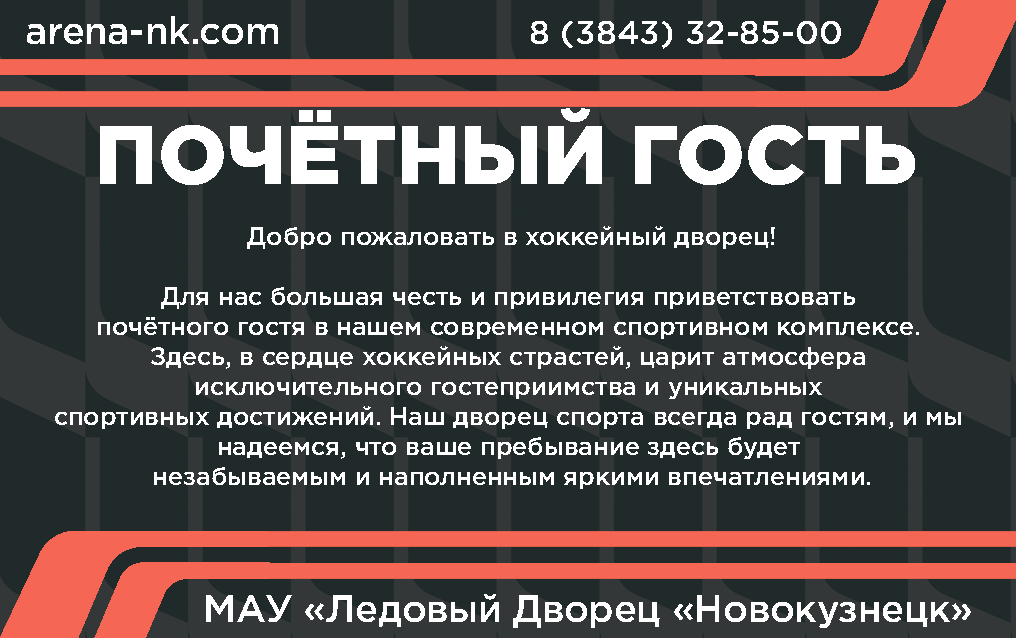 arena-nk.com
8 (3843) 32-85-00
ПОЧЁТНЫЙ ГОСТЬ
Добро пожаловать в хоккейный дворец!
Для нас большая честь и привилегия приветствовать
почётного гостя в нашем современном спортивном комплексе.
Здесь, в сердце хоккейных страстей, царит атмосфера
исключительного гостеприимства и уникальных
спортивных достижений. Наш дворец спорта всегда рад гостям, и мы
надеемся, что ваше пребывание здесь будет
незабываемым и наполненным яркими впечатлениями.
МАУ «Ледовый Дворец «Новокузнецк»